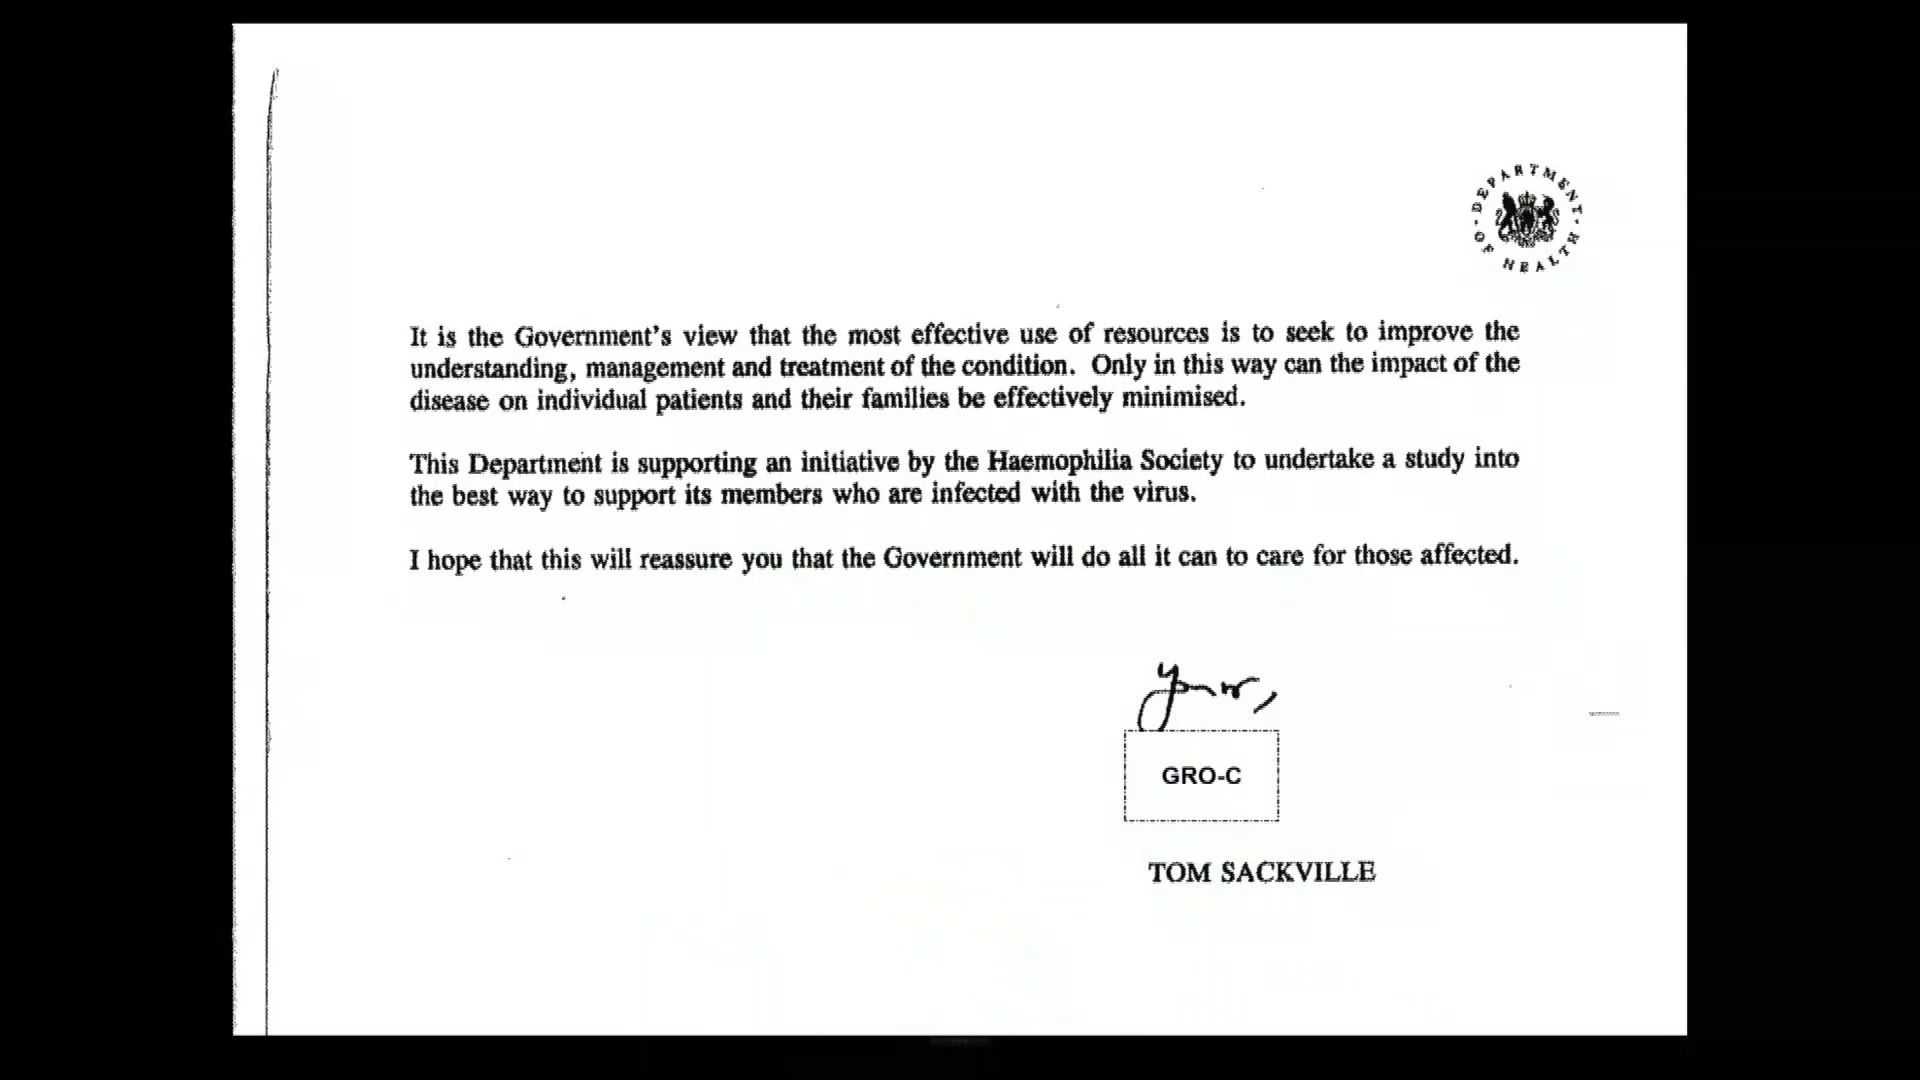 DEPARTMENT OF HEALTH
It is the Government's view that the most effective use of resources is to seek to improve the
understanding, management and treatment of the condition. Only in this way can the impact of the
disease on individual patients and their families be effectively minimised.
This Department is supporting an initiative by the Haemophilia Society to undertake a study into
the best way to support its members who are infected with the virus.
I hope that this will reassure you that the Government will do all it can to care for those affected.
Yours,
GRO-C
TOM SACKVILLE